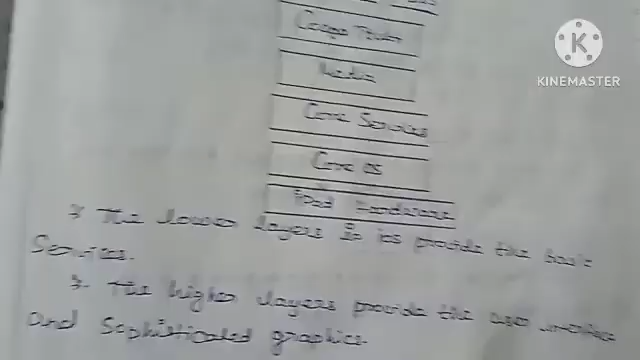 Cocoa Touch
Media
Core Services
Core OS
iPad Hardware
* The lower layers in ios provide the basic
Services.
* The higher layers provide the user interface
and Sophisticated graphics.
K
KINEMASTER